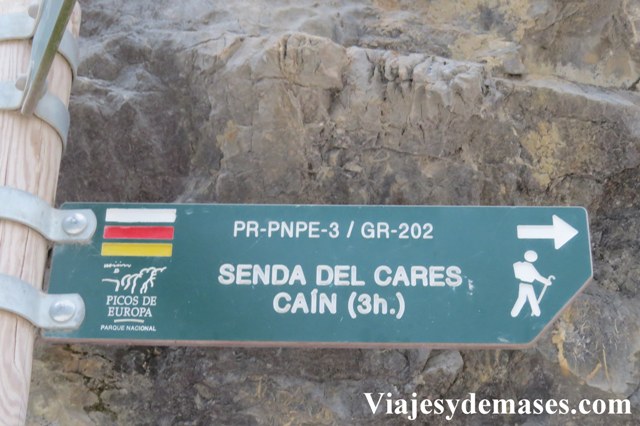 PR-PNPE-3 / GR-202
SENDA DEL CARES
CAÍN (3h.)
PICOS DE
EUROPA
PARQUE NACIONAL
Viajesydemases.com